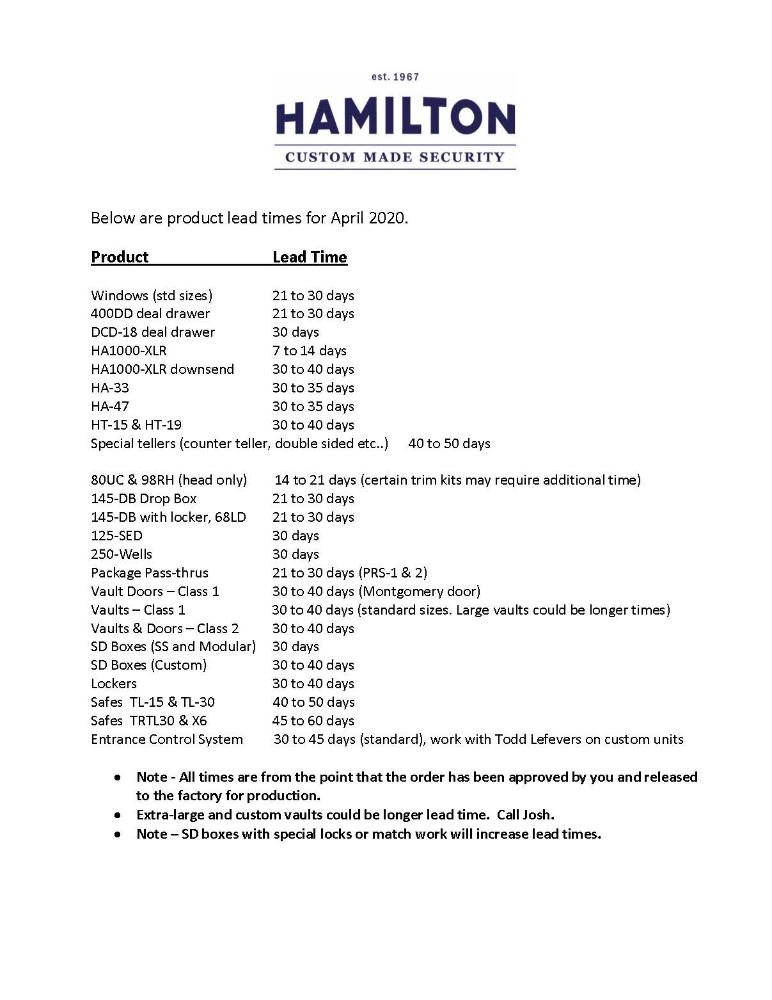 est. 1967
HAMILTON
CUSTOM MADE SECURITY
Below are product lead times for April 2020.
Product Lead Time
Windows (std sizes) 21 to 30 days
400DD deal drawer 21 to 30 days
DCD-18 deal drawer 30 days
HA1000-XLR 7 to 14 days
HA1000-XLR downsend 30 to 40 days
HA-33 30 to 35 days
HA-47 30 to 35 days
HT-15 & HT-19 30 to 40 days
Special tellers (counter teller, double sided etc..) 40 to 50 days
80UC & 98RH (head only) 14 to 21 days (certain trim kits may require additional time)
145-DB Drop Box 21 to 30 days
145-DB with locker, 68LD 21 to 30 days
125-SED 30 days
250-Wells 30 days
Package Pass-thrus 21 to 30 days (PRS-1 & 2)
Vault Doors – Class 1 30 to 40 days (Montgomery door)
Vaults – Class 1 30 to 40 days (standard sizes. Large vaults could be longer times)
Vaults & Doors – Class 2 30 to 40 days
SD Boxes (SS and Modular) 30 days
SD Boxes (Custom) 30 to 40 days
Lockers 30 to 40 days
Safes TL-15 & TL-30 40 to 50 days
Safes TRTL30 & X6 45 to 60 days
Entrance Control System 30 to 45 days (standard), work with Todd Lefevers on custom units
• Note - All times are from the point that the order has been approved by you and released
to the factory for production.
• Extra-large and custom vaults could be longer lead time. Call Josh.
• Note – SD boxes with special locks or match work will increase lead times.